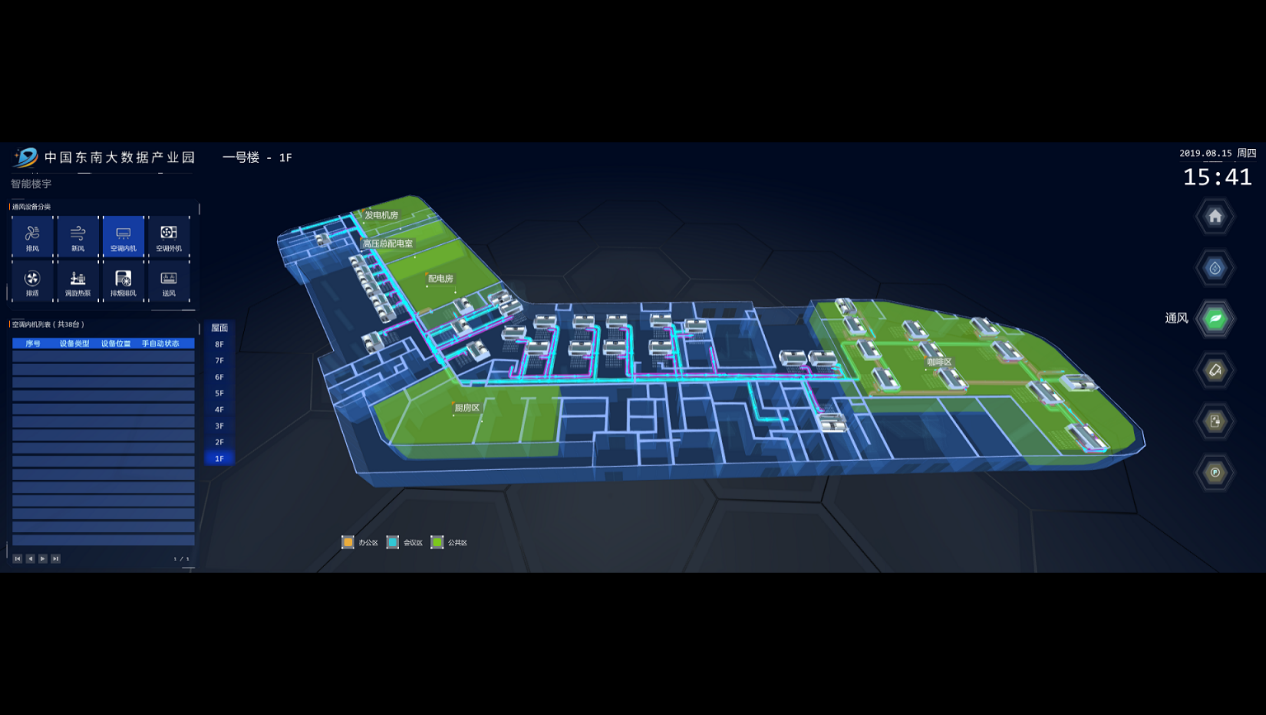 中国东南大数据产业园
一号楼 - 1F
2019.08.15 周四
15:41
智能楼宇
通风设备分类
排风
新风
空调内机
空调外机
排烟排风
送风
空调内机列表(共38台)
序号 设备类型 设备位置 手自动状态
1 / 1
屋面
8F
7F
6F
5F
4F
3F
2F
1F
发电机房
高压总配电室
配电房
厨房区
咖啡区
通风
办公区
会议区
公共区